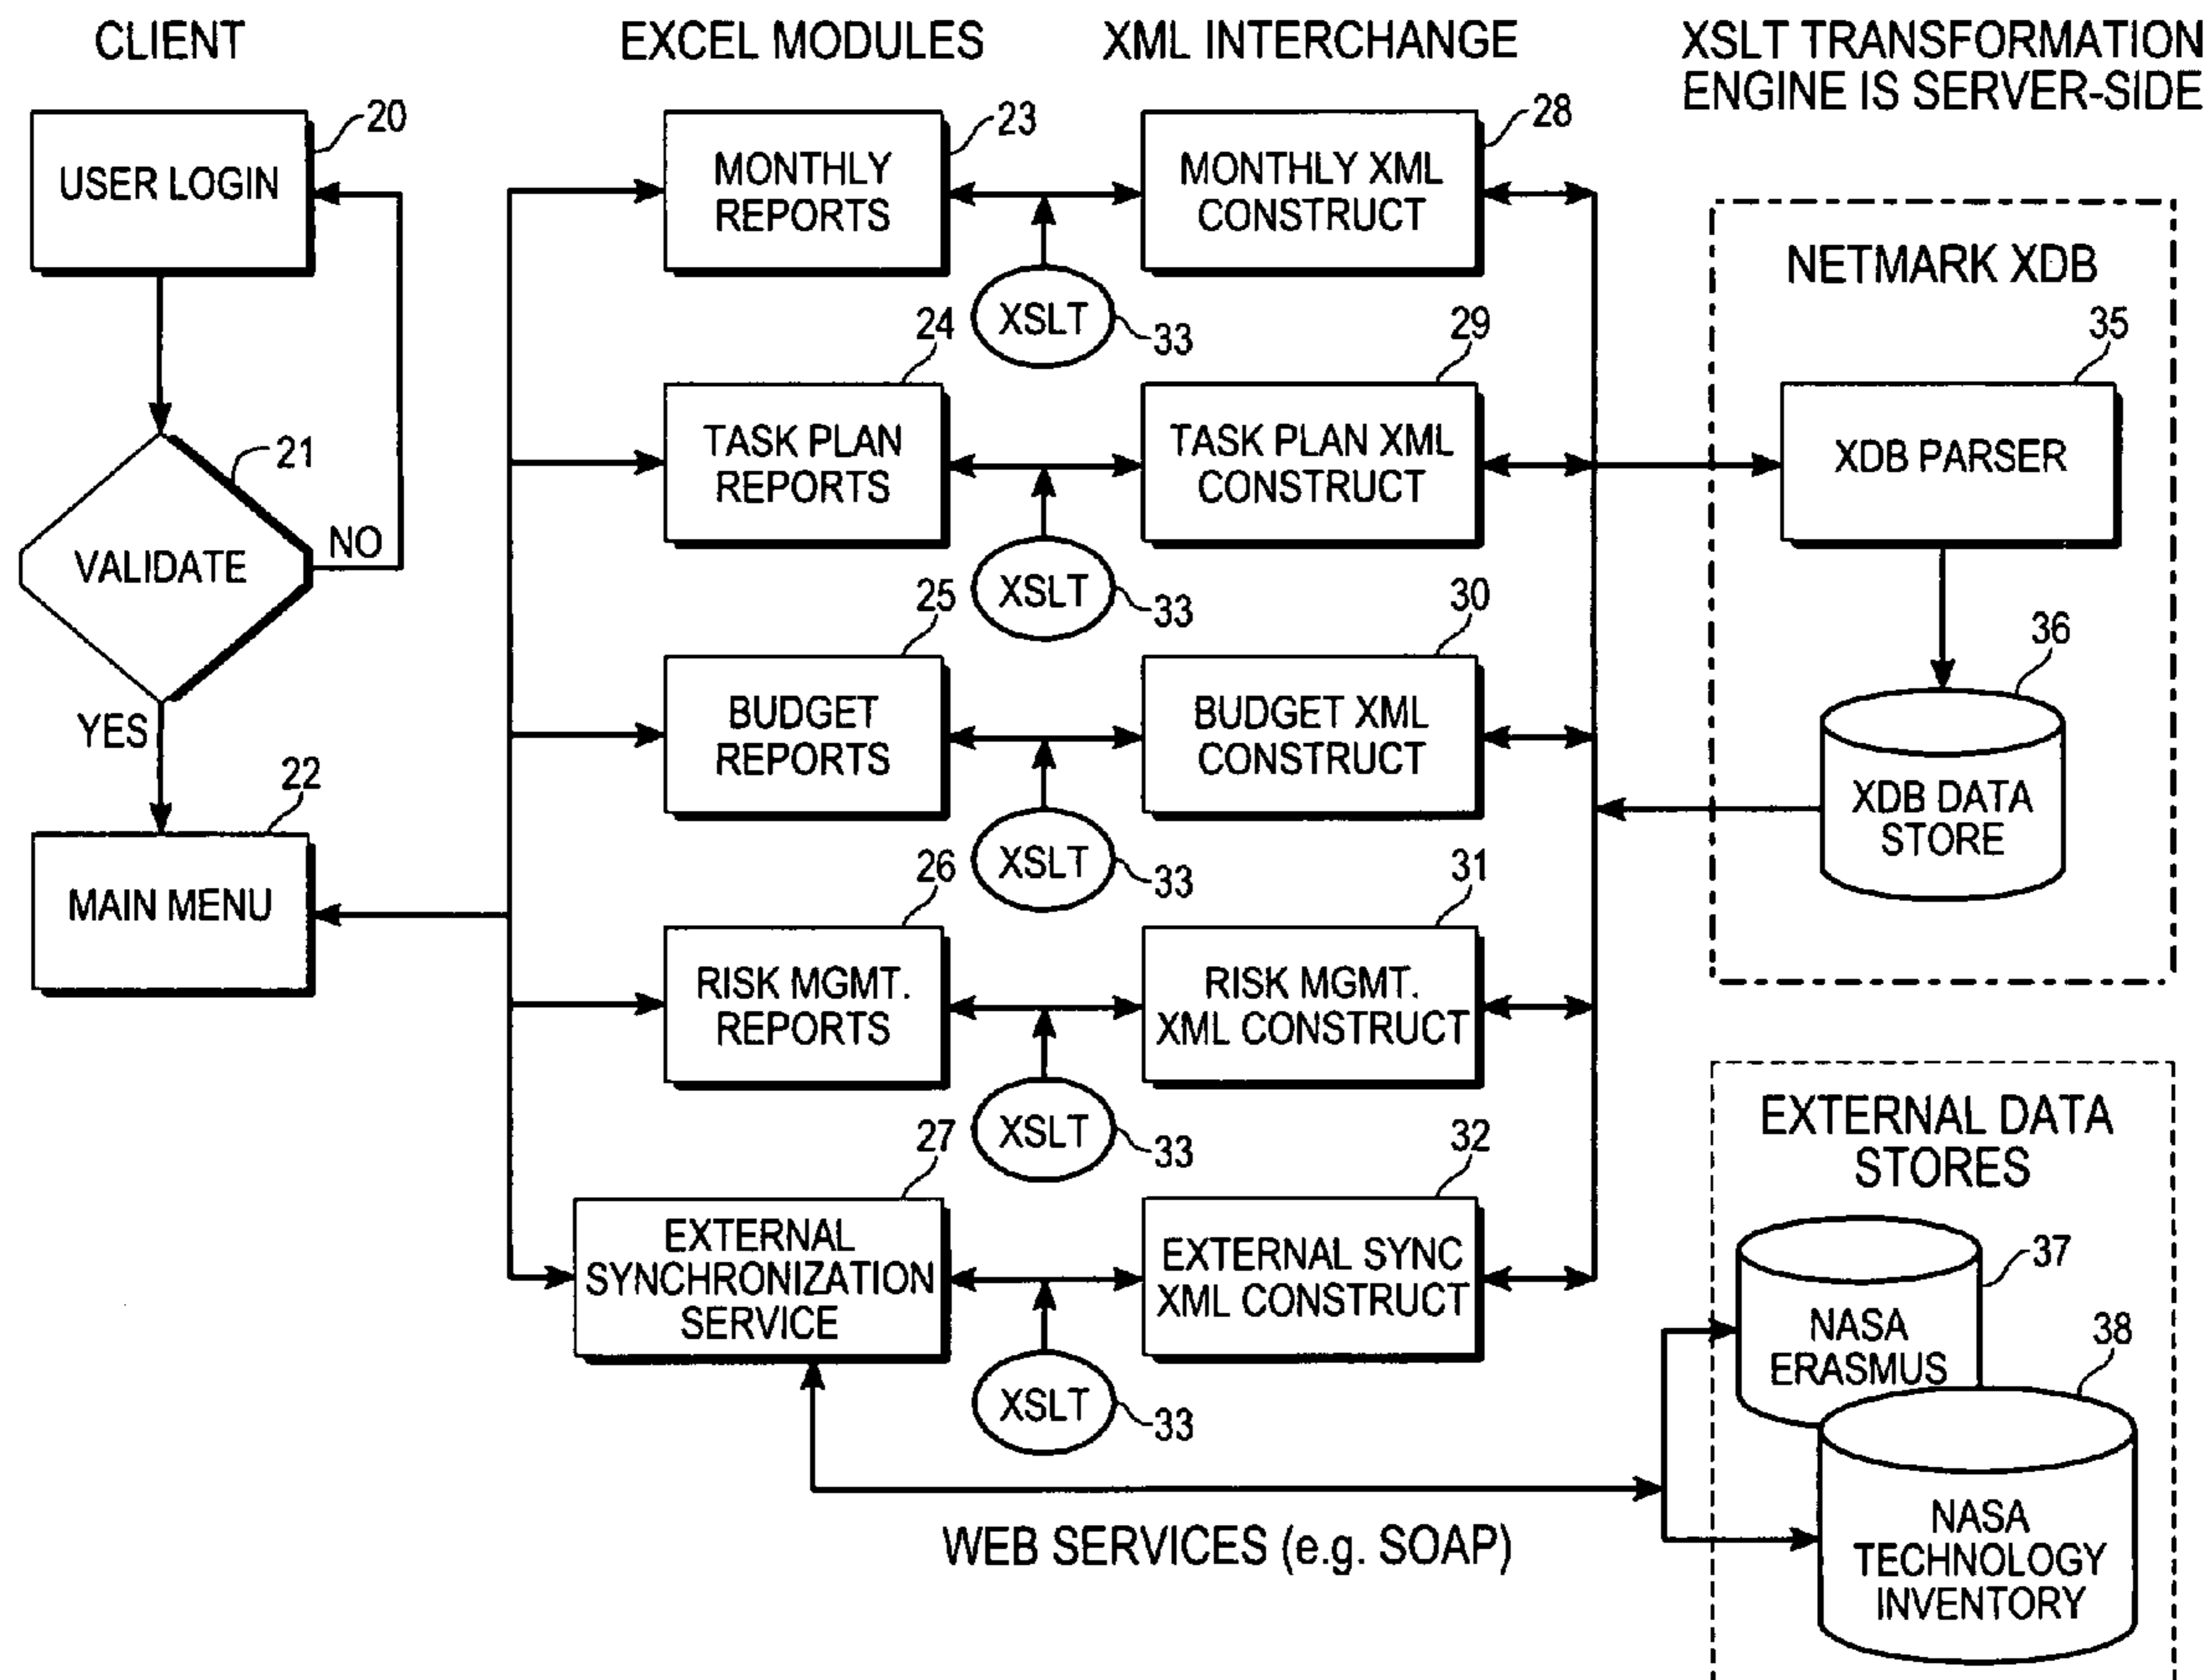 CLIENT
EXCEL MODULES
XML INTERCHANGE
XSLT TRANSFORMATION
ENGINE IS SERVER-SIDE
20
USER LOGIN
21
VALIDATE
NO
YES
22
MAIN MENU
23
MONTHLY
REPORTS
24
TASK PLAN
REPORTS
25
BUDGET
REPORTS
26
RISK MGMT.
REPORTS
27
EXTERNAL
SYNCHRONIZATION
SERVICE
XSLT
33
XSLT
33
XSLT
33
XSLT
33
XSLT
33
28
MONTHLY XML
CONSTRUCT
29
TASK PLAN XML
CONSTRUCT
30
BUDGET XML
CONSTRUCT
31
RISK MGMT.
XML CONSTRUCT
32
EXTERNAL SYNC
XML CONSTRUCT
WEB SERVICES (e.g. SOAP)
NETMARK XDB
35
XDB PARSER
36
XDB DATA
STORE
EXTERNAL DATA
STORES
37
NASA
ERASMUS
38
NASA
TECHNOLOGY
INVENTORY